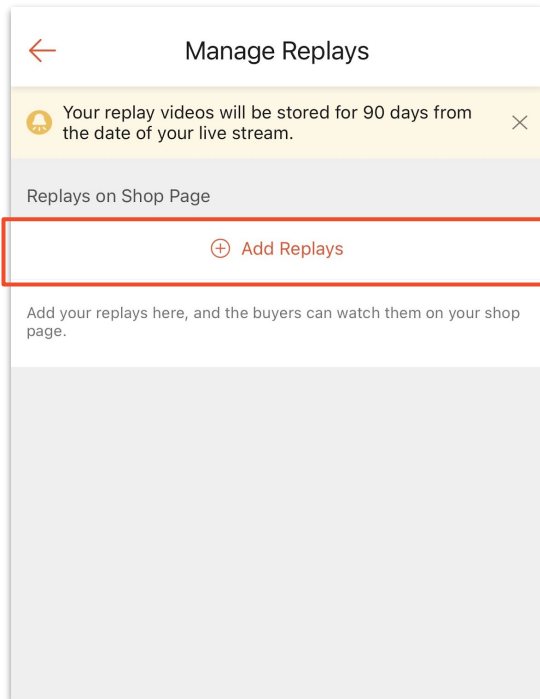 Manage Replays
Your replay videos will be stored for 90 days from
the date of your live stream.
Replays on Shop Page
Add Replays
Add your replays here, and the buyers can watch them on your shop
page.